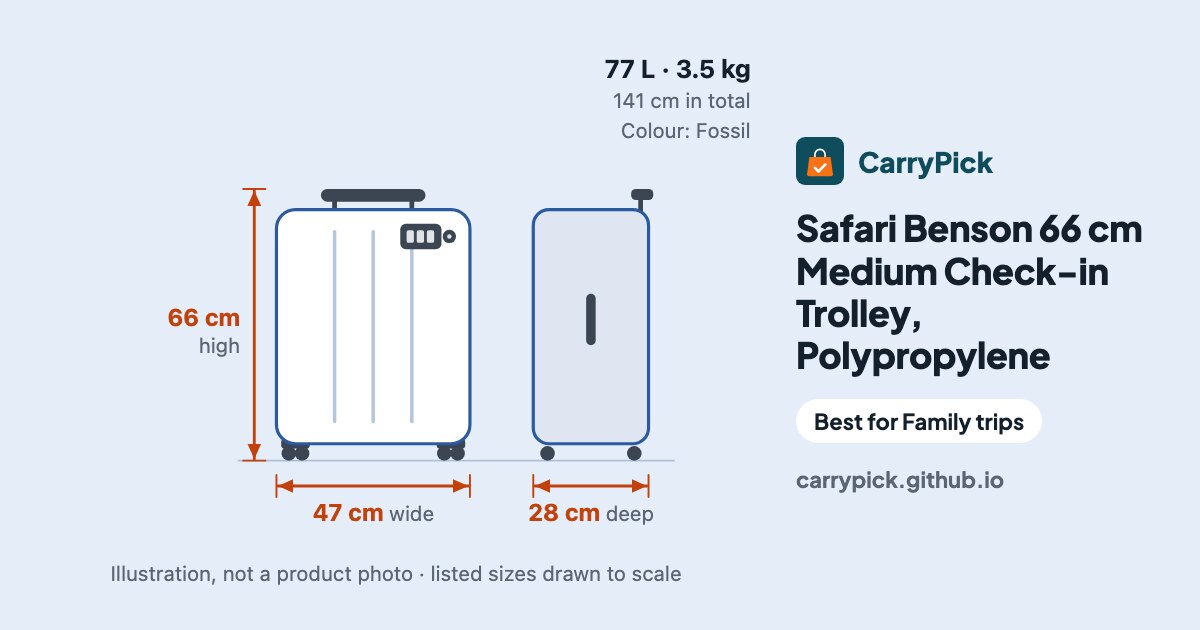 77 L · 3.5 kg
141 cm in total
Colour: Fossil
66 cm
high
47 cm wide
28 cm deep
Illustration, not a product photo · listed sizes drawn to scale
CarryPick
Safari Benson 66 cm
Medium Check-in
Trolley,
Polypropylene
Best for Family trips
carrypick.github.io